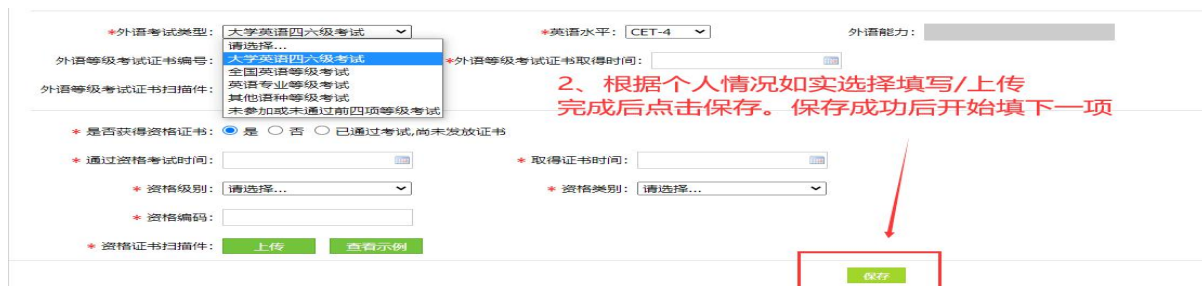 *外语考试类型: 大学英语四六级考试 *英语水平: CET-4 外语能力:
请选择...
大学英语四六级考试
外语等级考试证书编号: *外语等级考试证书取得时间:
全国英语等级考试
英语专业等级考试
外语等级考试证书扫描件:
其他语种等级考试
未参加或未通过前四项等级考试
2、根据个人情况如实选择填写/上传
完成后点击保存。保存成功后开始填下一项
* 是否获得资格证书: 是 否 已通过考试,尚未发放证书
* 通过资格考试时间: * 取得证书时间:
* 资格级别: 请选择... * 资格类别: 请选择...
* 资格编码:
* 资格证书扫描件: 上传 查看示例
保存